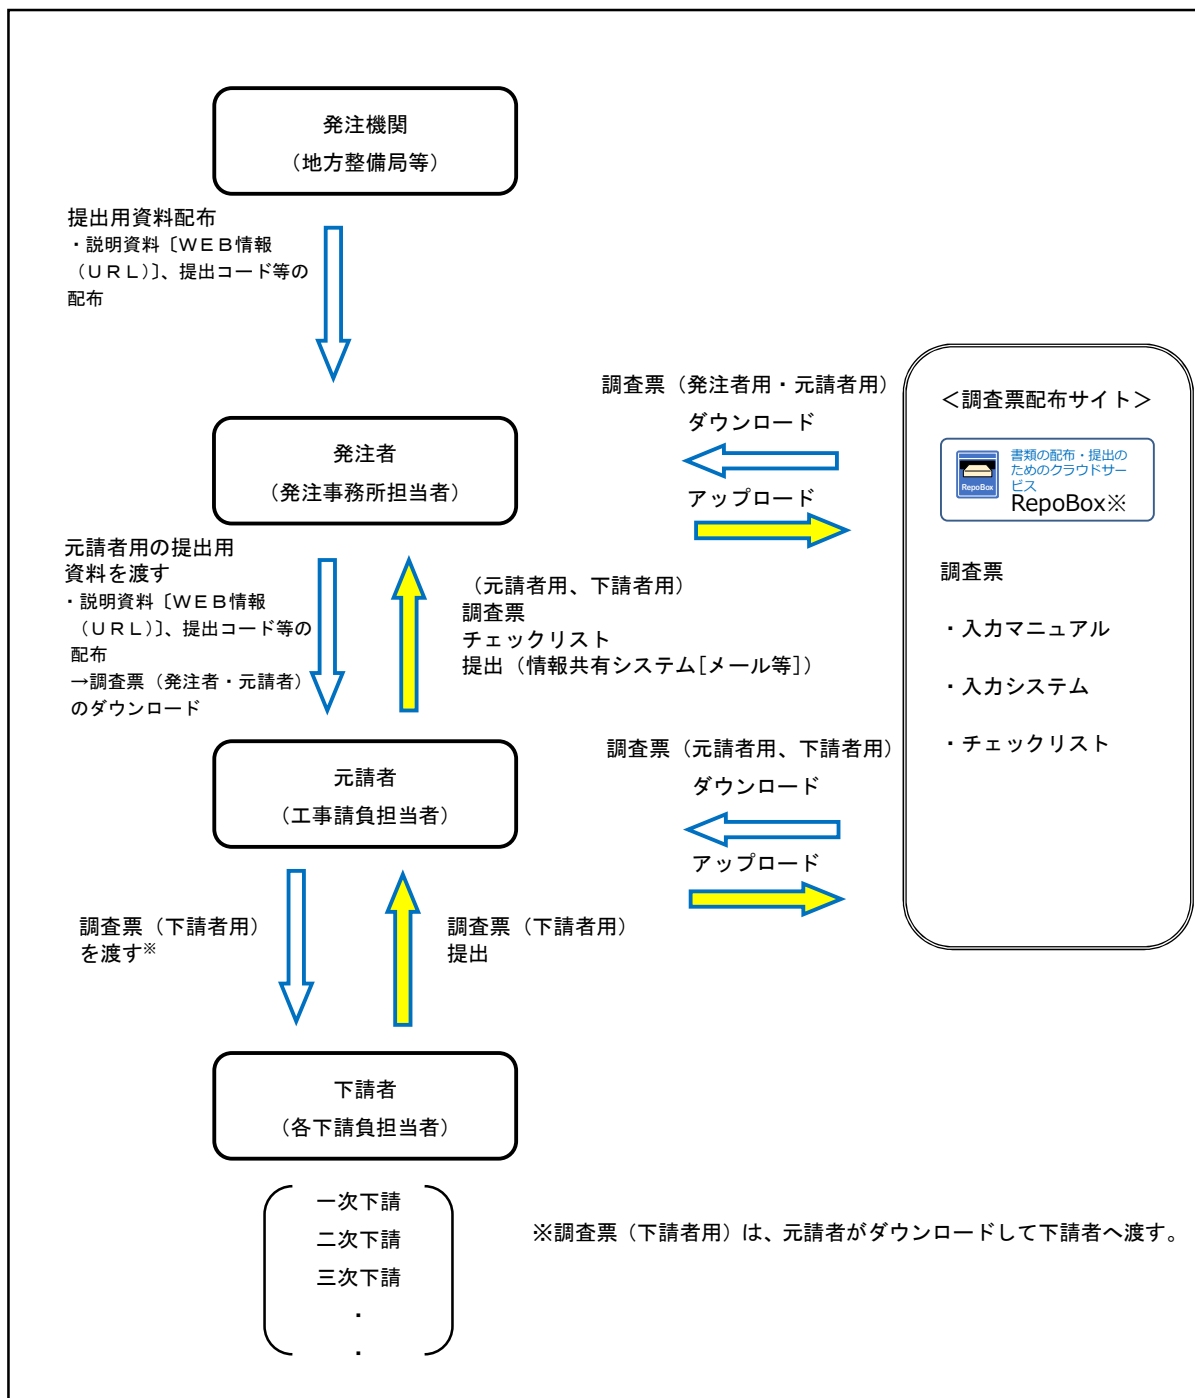 発注機関
（地方整備局等）
提出用資料配布
・説明資料〔ＷＥＢ情報
（ＵＲＬ）〕、提出コード等の
配布
調査票（発注者用・元請者用）
ダウンロード
アップロード
発注者
（発注事務所担当者）
＜調査票配布サイト＞
RepoBox
書類の配布・提出の
ためのクラウドサー
ビス
RepoBox※
調査票
・入力マニュアル
・入力システム
・チェックリスト
元請者用の提出用
資料を渡す
・説明資料〔ＷＥＢ情報
（ＵＲＬ）〕、提出コード等の
配布
→調査票（発注者・元請者）
のダウンロード
（元請者用、下請者用）
調査票
チェックリスト
提出（情報共有システム［メール等］）
元請者
（工事請負担当者）
調査票（元請者用、下請者用）
ダウンロード
アップロード
調査票（下請者用）
を渡す※
調査票（下請者用）
提出
下請者
（各下請負担当者）
一次下請
二次下請
三次下請
・
・
※調査票（下請者用）は、元請者がダウンロードして下請者へ渡す。